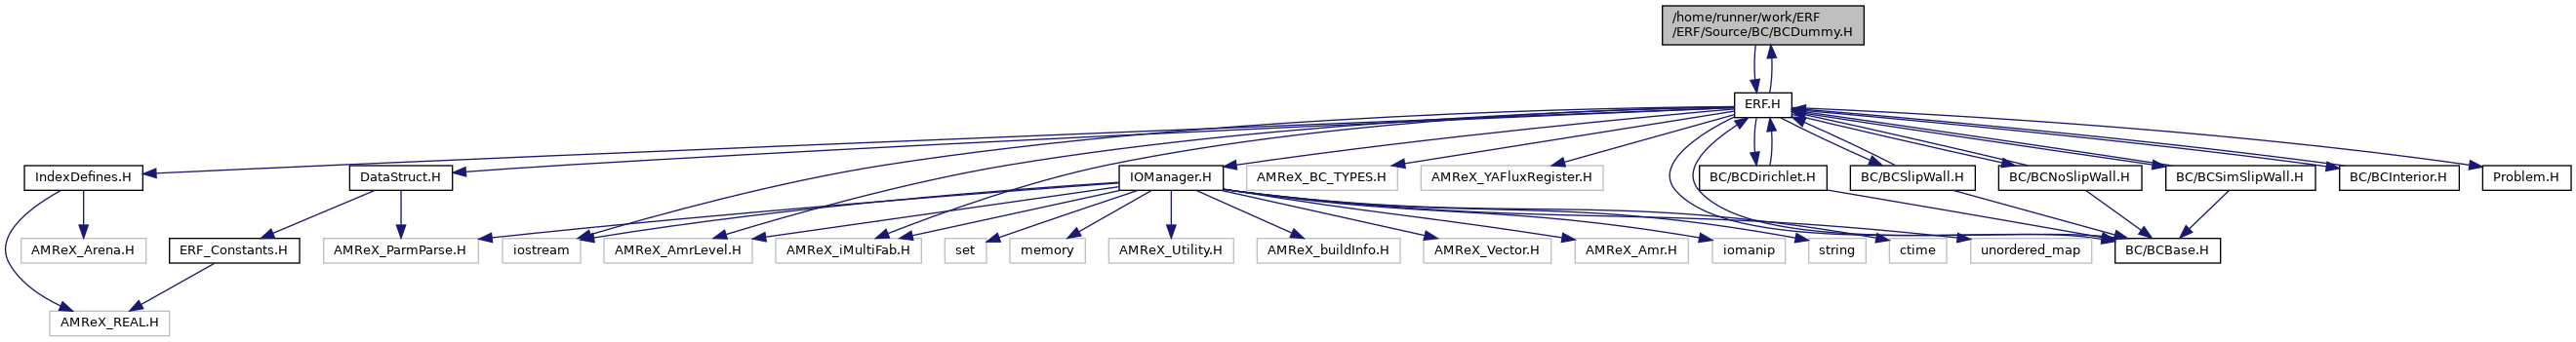 /home/runner/work/ERF
/ERF/Source/BC/BCDummy.H
ERF.H
IndexDefines.H
DataStruct.H
IOManager.H
AMReX_BC_TYPES.H
AMReX_YAFluxRegister.H
BC/BCDirichlet.H
BC/BCSlipWall.H
BC/BCNoSlipWall.H
BC/BCSimSlipWall.H
BC/BCInterior.H
Problem.H
AMReX_Arena.H
ERF_Constants.H
AMReX_ParmParse.H
iostream
AMReX_AmrLevel.H
AMReX_iMultiFab.H
set
memory
AMReX_Utility.H
AMReX_buildInfo.H
AMReX_Vector.H
AMReX_Amr.H
iomanip
string
ctime
unordered_map
BC/BCBase.H
AMReX_REAL.H